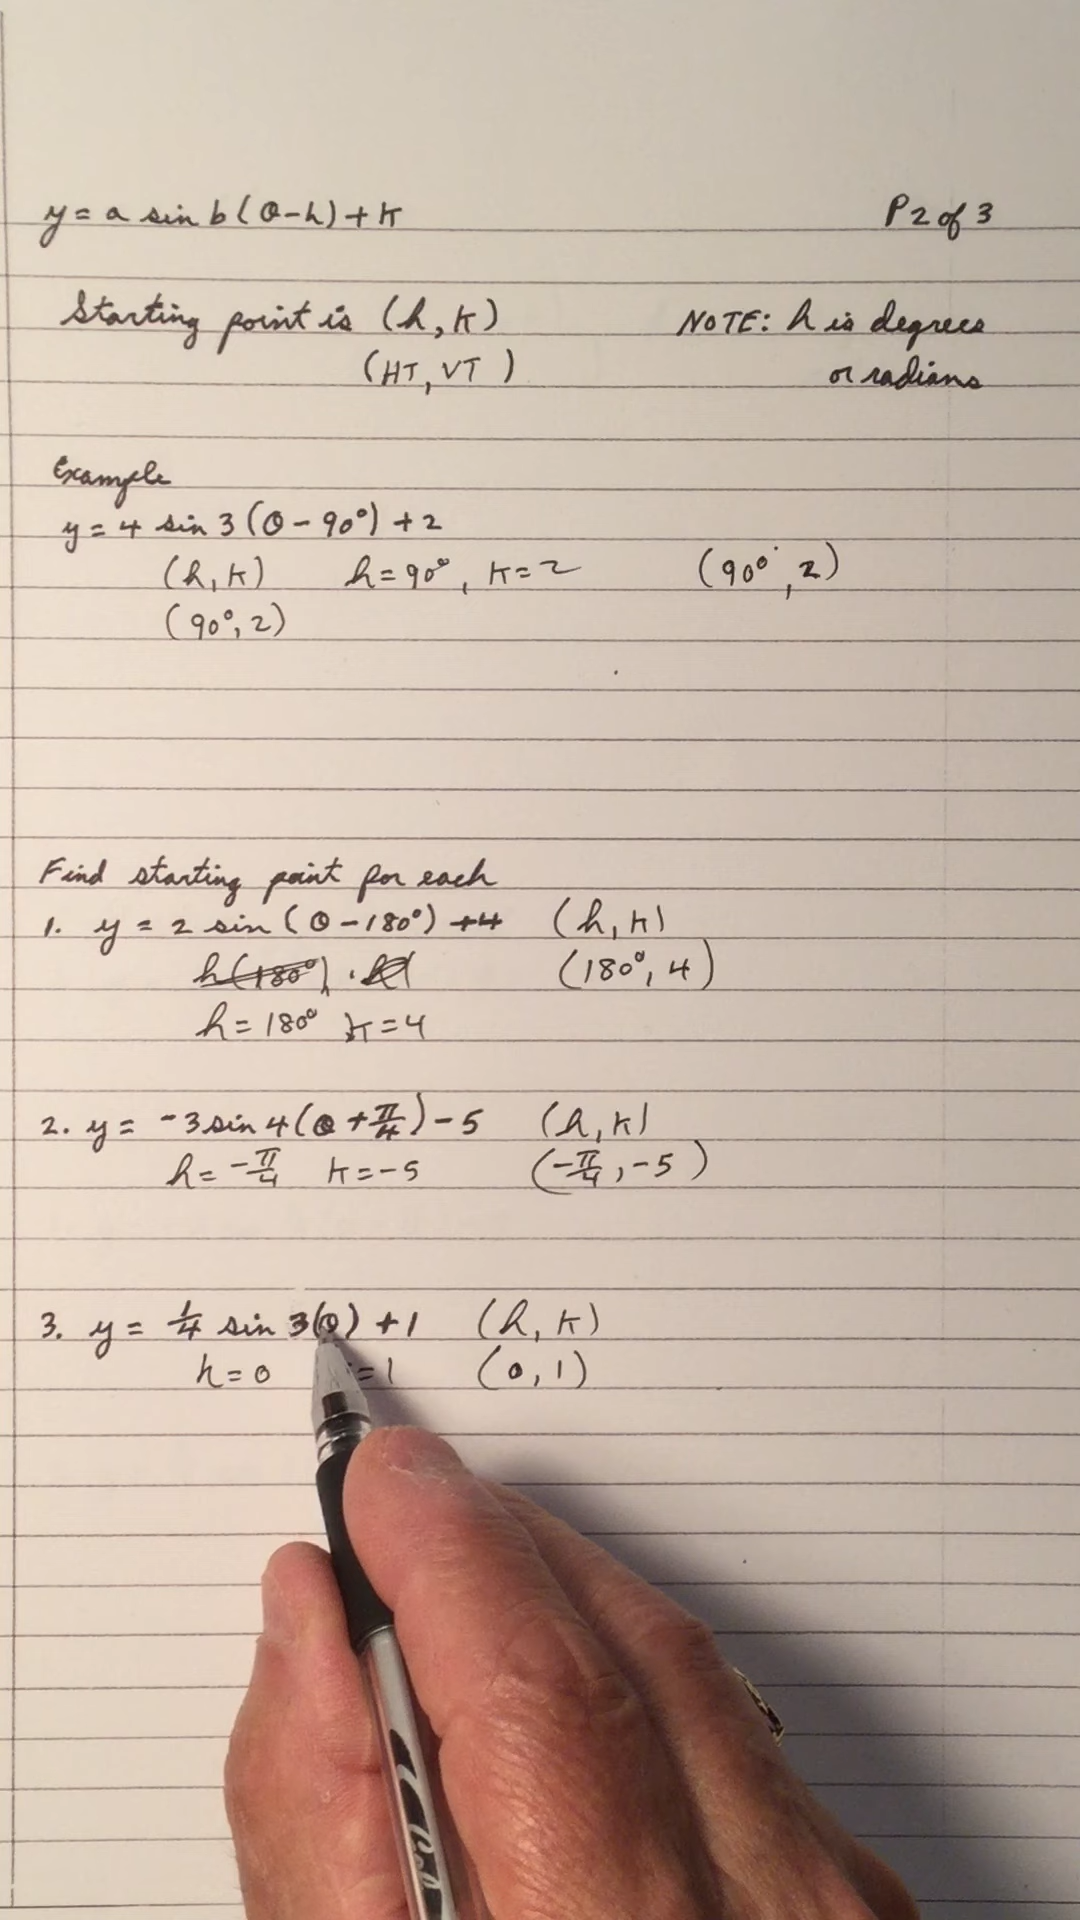 y = a sin b(θ-h)+K P2 of 3
Starting point is (h, K) NOTE: h is degrees
(HT, VT) or radians
Example
y = 4 sin 3(θ - 90°) + 2
(h, K) h = 90°, K = 2 (90°, 2)
(90°, 2)
Find starting point for each
1. y = 2 sin (θ - 180°) + 4 (h, K)
h(180°), (180°, 4)
h = 180° K = 4
2. y = -3 sin 4(θ + π/4) - 5 (h, K)
h = -π/4 K = -5 (-π/4, -5)
3. y = 1/4 sin 3(θ) + 1 (h, K)
h = 0 = 1 (0, 1)